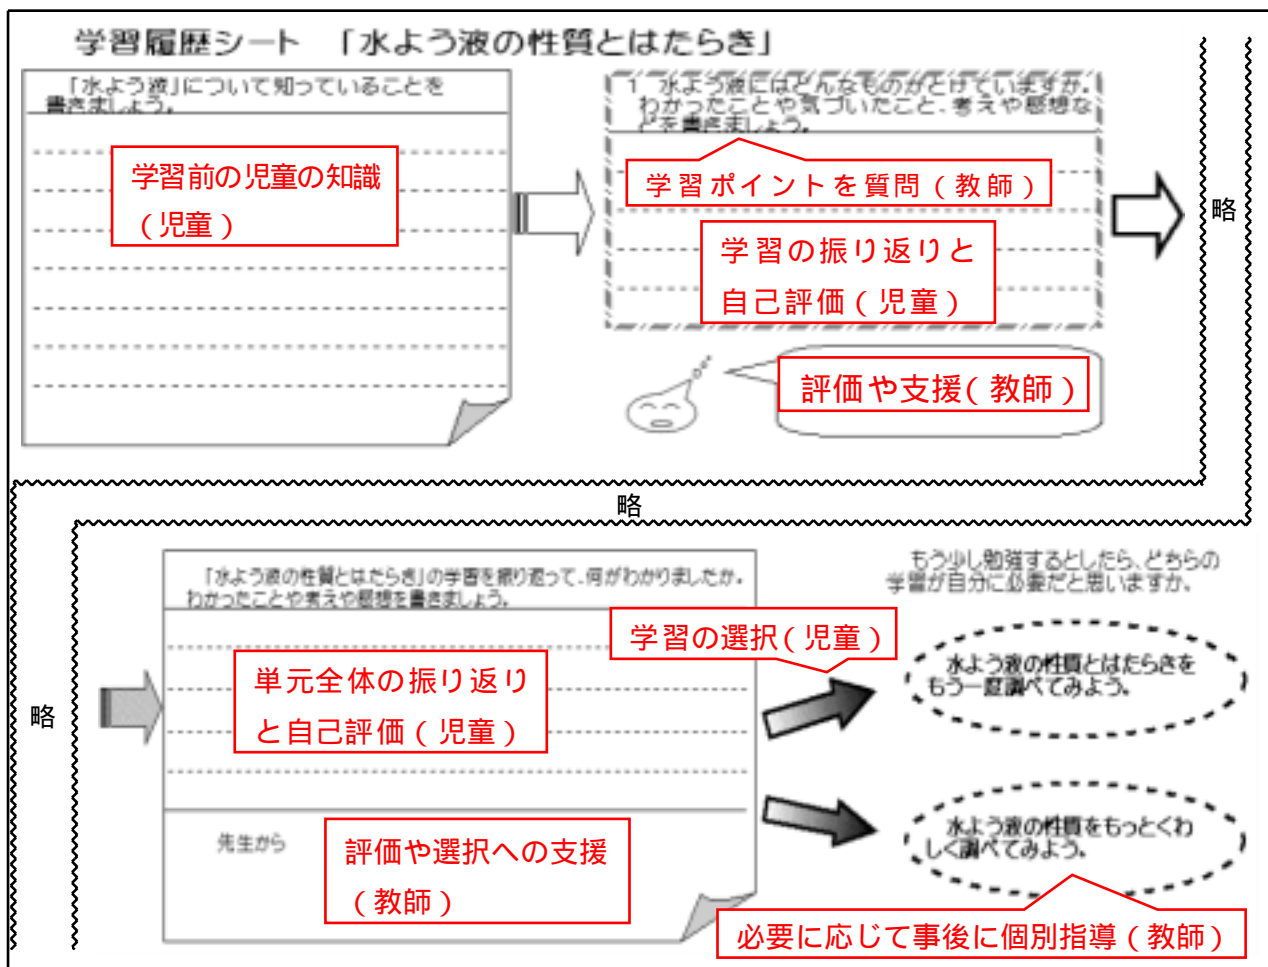 学習履歴シート 「水よう液の性質とはたらき」
「水よう液」について知っていることを
書きましょう。
学習前の児童の知識
(児童)
1 水よう液にはどんなものがとけていますか。
わかったことや気づいたこと、考えや感想な
どを書きましょう。
学習ポイントを質問(教師)
学習の振り返りと
自己評価(児童)
評価や支援(教師)
略
略
略
「水よう液の性質とはたらき」の学習を振り返って、何がわかりましたか。
わかったことや考えや感想を書きましょう。
単元全体の振り返り
と自己評価(児童)
先生から
評価や選択への支援
(教師)
もう少し勉強するとしたら、どちらの
学習が自分に必要だと思いますか。
学習の選択(児童)
水よう液の性質とはたらきを
もう一度調べてみよう。
水よう液の性質をもっとくわ
しく調べてみよう。
必要に応じて事後に個別指導(教師)